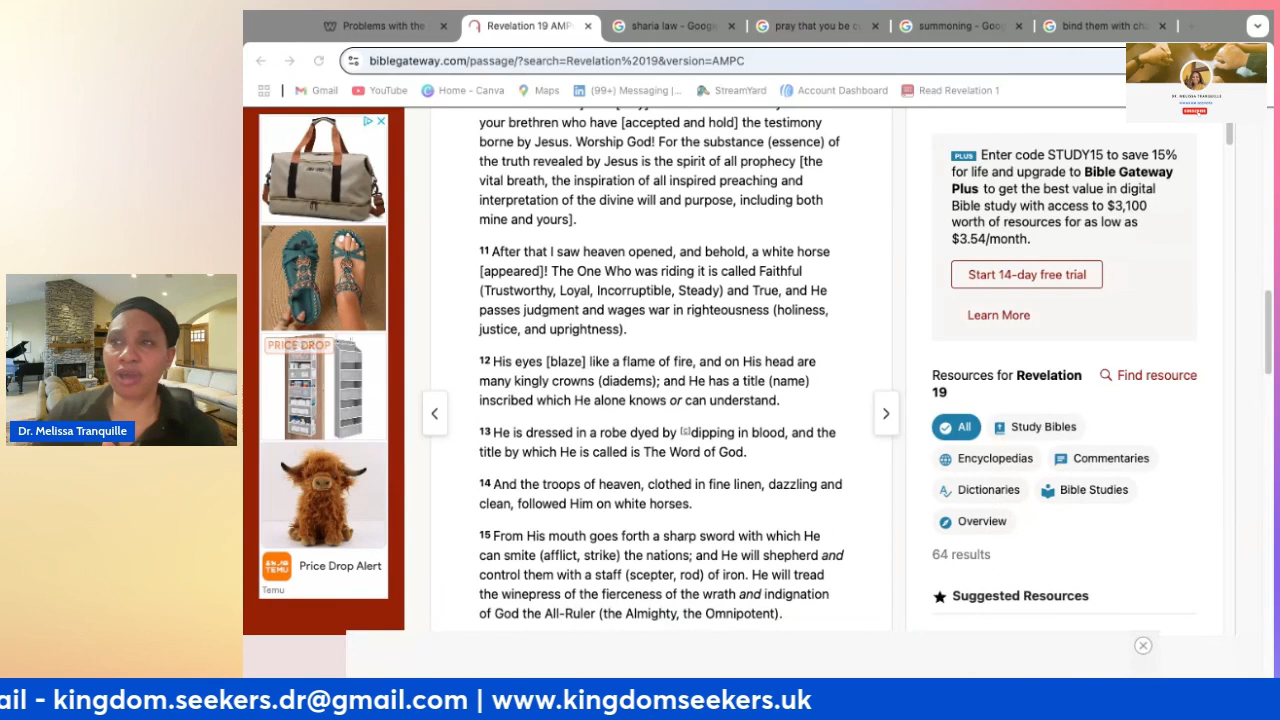 Problems with the
Revelation 19 AMP
sharia law - Goog
pray that you be c
summoning - Goo
bind them with ch
biblegateway.com/passage/?search=Revelation%2019&version=AMPC
Gmail
YouTube
Home - Canva
Maps
(99+) Messaging |...
StreamYard
Account Dashboard
Read Revelation 1
DR. MELISSA TRANQUILLE
KINGDOM SEEKERS
SUBSCRIBE
your brethren who have [accepted and hold] the testimony
borne by Jesus. Worship God! For the substance (essence) of
the truth revealed by Jesus is the spirit of all prophecy [the
vital breath, the inspiration of all inspired preaching and
interpretation of the divine will and purpose, including both
mine and yours].
11 After that I saw heaven opened, and behold, a white horse
[appeared]! The One Who was riding it is called Faithful
(Trustworthy, Loyal, Incorruptible, Steady) and True, and He
passes judgment and wages war in righteousness (holiness,
justice, and uprightness).
12 His eyes [blaze] like a flame of fire, and on His head are
many kingly crowns (diadems); and He has a title (name)
inscribed which He alone knows or can understand.
13 He is dressed in a robe dyed by [c]dipping in blood, and the
title by which He is called is The Word of God.
14 And the troops of heaven, clothed in fine linen, dazzling and
clean, followed Him on white horses.
15 From His mouth goes forth a sharp sword with which He
can smite (afflict, strike) the nations; and He will shepherd and
control them with a staff (scepter, rod) of iron. He will tread
the winepress of the fierceness of the wrath and indignation
of God the All-Ruler (the Almighty, the Omnipotent).
PLUS Enter code STUDY15 to save 15%
for life and upgrade to Bible Gateway
Plus to get the best value in digital
Bible study with access to $3,100
worth of resources for as low as
$3.54/month.
Start 14-day free trial
Learn More
Resources for Revelation
19
Find resource
All
Study Bibles
Encyclopedias
Commentaries
Dictionaries
Bible Studies
Overview
64 results
Suggested Resources
PRICE DROP
TEMU
Price Drop Alert
Temu
Dr. Melissa Tranquille
ail - kingdom.seekers.dr@gmail.com | www.kingdomseekers.uk